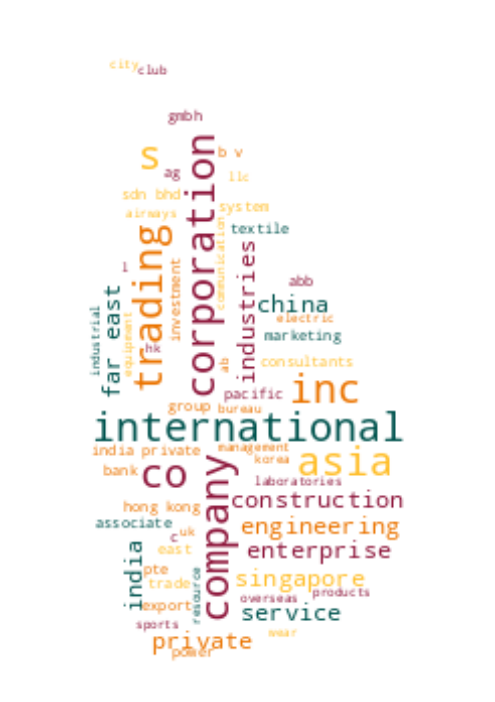 city
club
gmbh
s
b v
ag
llc
sdn bhd
airways
system
textile
trading
corporation
communication
industries
investment
l
abb
far east
china
industrial
equipment
electric
marketing
hk
ab
consultants
inc
pacific
group
bureau
international
india private
management
korea
asia
bank
co
laboratories
company
construction
hong kong
associate
engineering
c
uk
east
enterprise
india
pte
trade
singapore
resource
overseas
products
export
service
sports
wear
private
power